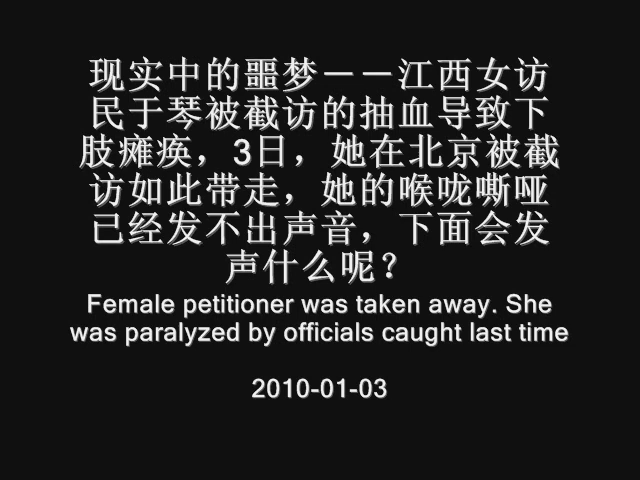 现实中的噩梦－－江西女访
民于琴被截访的抽血导致下
肢瘫痪，3日，她在北京被截
访如此带走，她的喉咙嘶哑
已经发不出声音，下面会发
声什么呢？
Female petitioner was taken away. She
was paralyzed by officials caught last time
2010-01-03